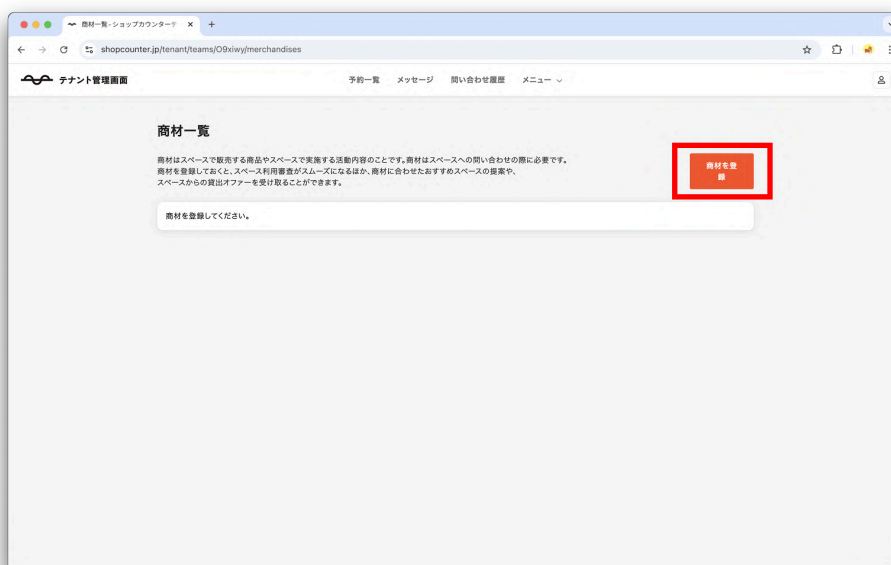 商材一覧 - ショップカウンターテ
shopcounter.jp/tenant/teams/O9xiwy/merchandises
テナント管理画面
予約一覧 メッセージ 問い合わせ履歴 メニュー
商材一覧
商材はスペースで販売する商品やスペースで実施する活動内容のことです。商材はスペースへの問い合わせの際に必要です。
商材を登録しておくと、スペース利用審査がスムーズになるほか、商材に合わせたおすすめスペースの提案や、
スペースからの貸出オファーを受け取ることができます。
商材を登
録
商材を登録してください。